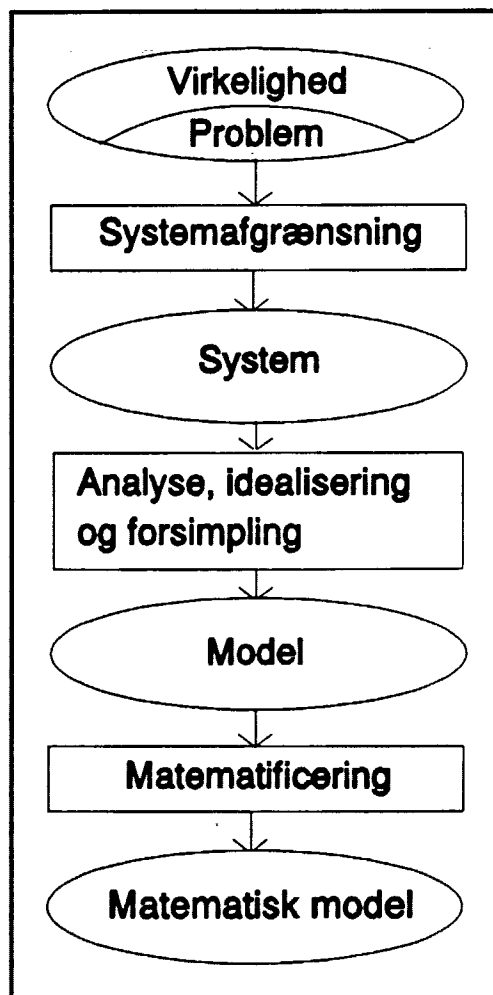 Virkelighed
Problem
Systemafgrænsning
System
Analyse, idealisering
og forsimpling
Model
Matematificering
Matematisk model